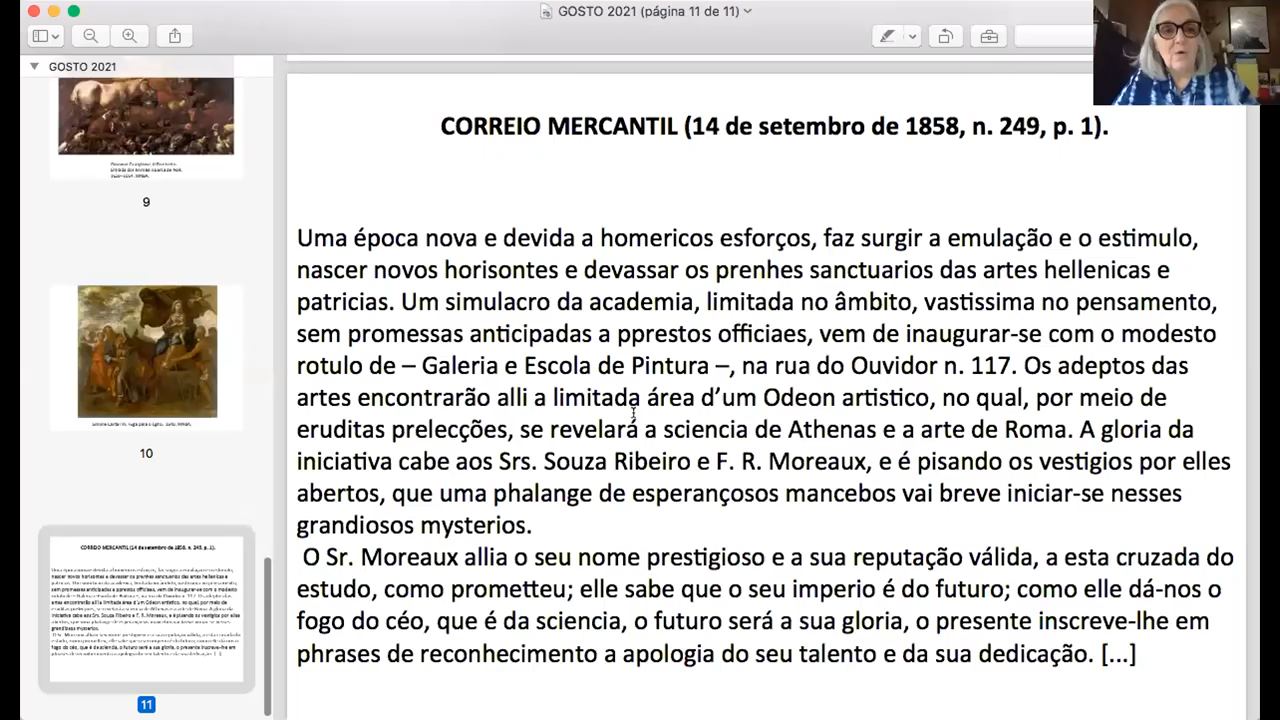 GOSTO 2021 (página 11 de 11)
GOSTO 2021
9
10
11
CORREIO MERCANTIL (14 de setembro de 1858, n. 249, p. 1).
Uma época nova e devida a homericos esforços, faz surgir a emulação e o estimulo,
nascer novos horisontes e devassar os prenhes sanctuarios das artes hellenicas e
patricias. Um simulacro da academia, limitada no âmbito, vastissima no pensamento,
sem promessas anticipadas a pprestos officiaes, vem de inaugurar-se com o modesto
rotulo de – Galeria e Escola de Pintura –, na rua do Ouvidor n. 117. Os adeptos das
artes encontrarão alli a limitada área d’um Odeon artistico, no qual, por meio de
eruditas prelecções, se revelará a sciencia de Athenas e a arte de Roma. A gloria da
iniciativa cabe aos Srs. Souza Ribeiro e F. R. Moreaux, e é pisando os vestigios por elles
abertos, que uma phalange de esperançosos mancebos vai breve iniciar-se nesses
grandiosos mysterios.
O Sr. Moreaux allia o seu nome prestigioso e a sua reputação válida, a esta cruzada do
estudo, como prometteu; elle sabe que o seu imperio é do futuro; como elle dá-nos o
fogo do céo, que é da sciencia, o futuro será a sua gloria, o presente inscreve-lhe em
phrases de reconhecimento a apologia do seu talento e da sua dedicação. [...]